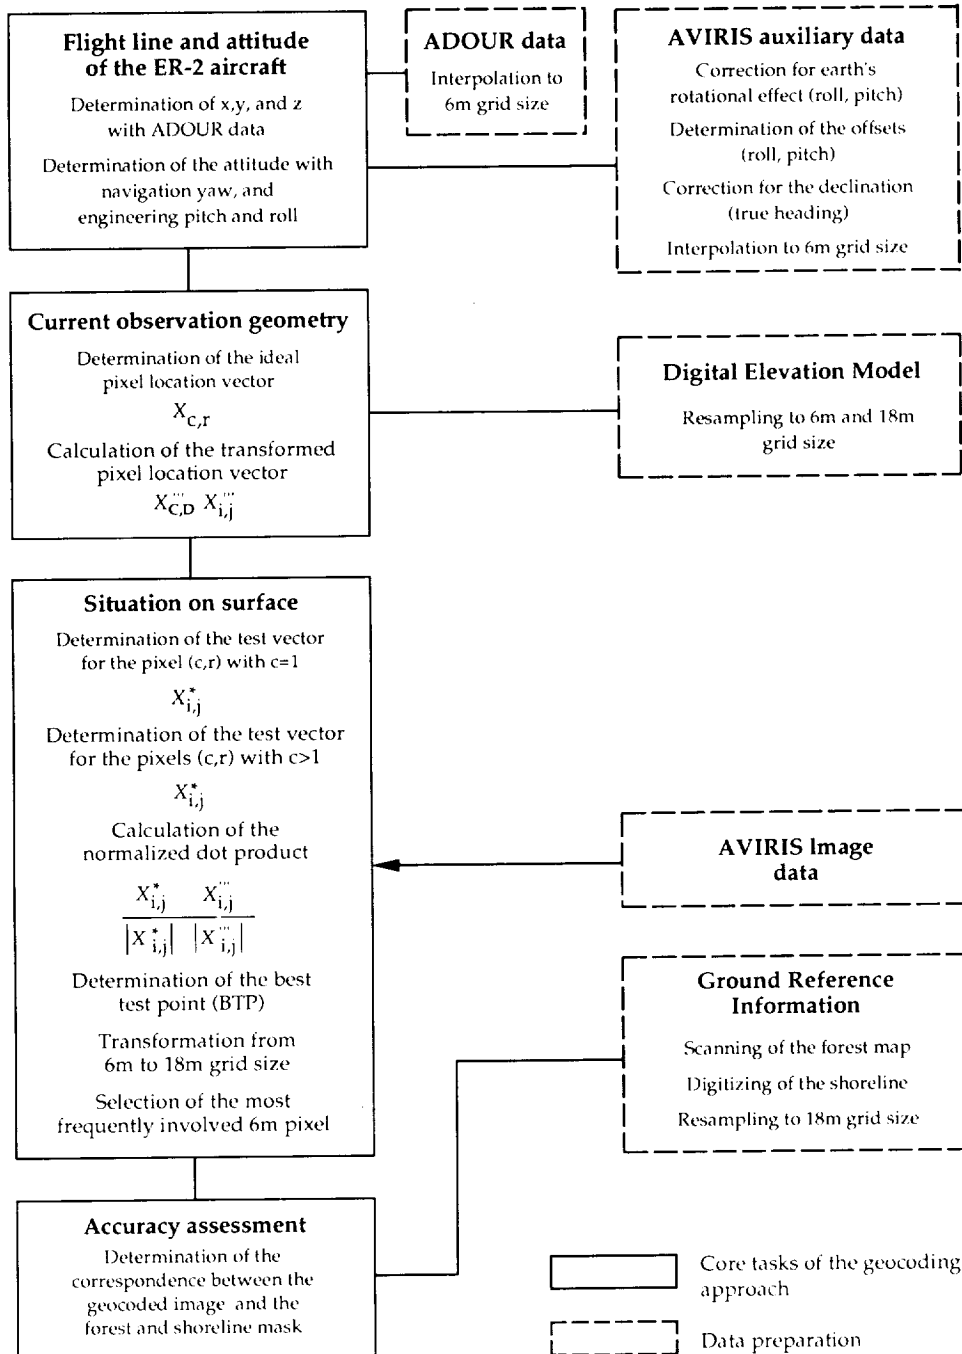 Flight line and attitude
of the ER-2 aircraft
Determination of x,y, and z
with ADOUR data
Determination of the attitude with
navigation yaw, and
engineering pitch and roll
ADOUR data
Interpolation to
6m grid size
AVIRIS auxiliary data
Correction for earth's
rotational effect (roll, pitch)
Determination of the offsets
(roll, pitch)
Correction for the declination
(true heading)
Interpolation to 6m grid size
Current observation geometry
Determination of the ideal
pixel location vector
X_{c,r}
Calculation of the transformed
pixel location vector
X'''_{C,D} X'''_{i,j}
Digital Elevation Model
Resampling to 6m and 18m
grid size
Situation on surface
Determination of the test vector
for the pixel (c,r) with c=1
X*_{i,j}
Determination of the test vector
for the pixels (c,r) with c>1
X*_{i,j}
Calculation of the
normalized dot product
X*_{i,j} X'''_{i,j}
|X*_{i,j}| |X'''_{i,j}|
Determination of the best
test point (BTP)
Transformation from
6m to 18m grid size
Selection of the most
frequently involved 6m pixel
AVIRIS Image
data
Ground Reference
Information
Scanning of the forest map
Digitizing of the shoreline
Resampling to 18m grid size
Accuracy assessment
Determination of the
correspondence between the
geocoded image and the
forest and shoreline mask
Core tasks of the geocoding
approach
Data preparation